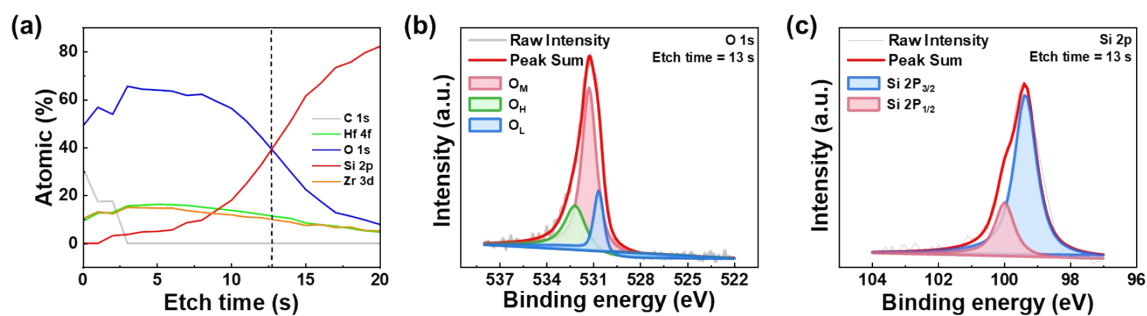 (a)
80
60
40
20
0
Atomic (%)
C 1s
Hf 4f
O 1s
Si 2p
Zr 3d
0 5 10 15 20
Etch time (s)
(b)
Intensity (a.u.)
Raw Intensity
Peak Sum
O_M
O_H
O_L
O 1s
Etch time = 13 s
537 534 531 528 525 522
Binding energy (eV)
(c)
Intensity (a.u.)
Raw Intensity
Peak Sum
Si 2P_3/2
Si 2P_1/2
Si 2p
Etch time = 13 s
104 102 100 98 96
Binding energy (eV)